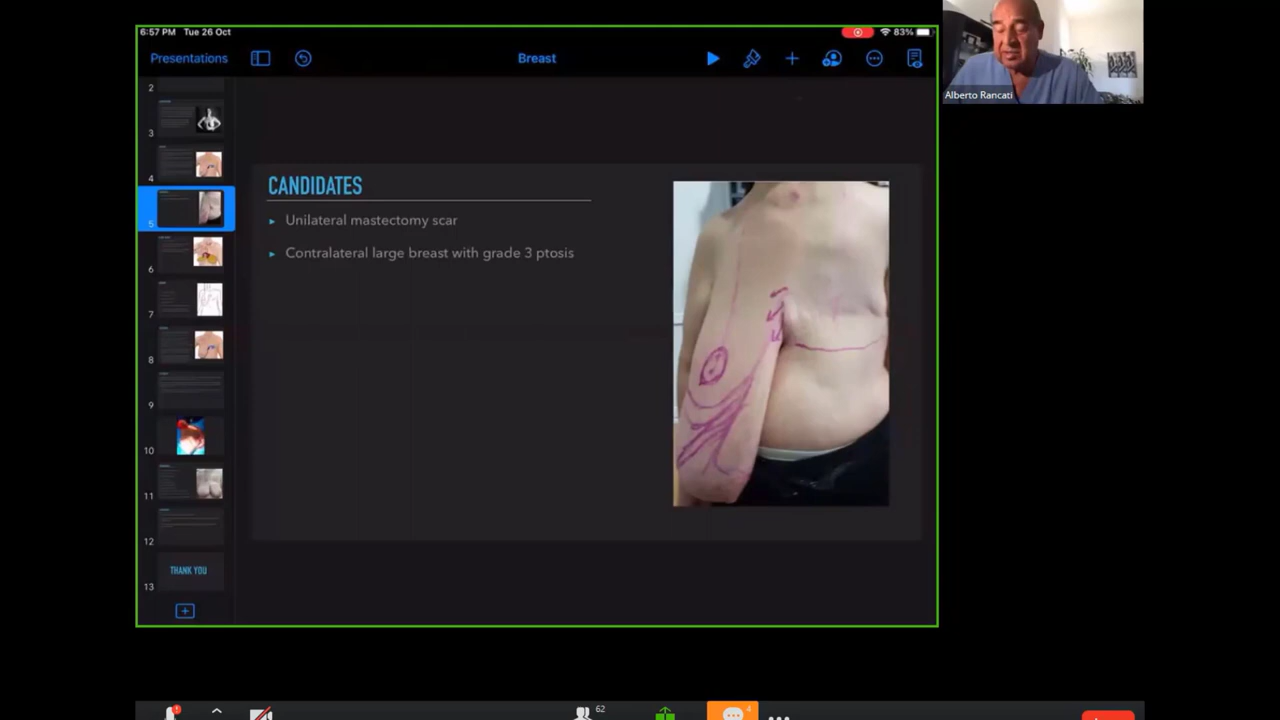 6:57 PM Tue 26 Oct
83%
Presentations
Breast
Alberto Rancati
2
3
4
5
6
7
8
9
10
11
12
13
CANDIDATES
Unilateral mastectomy scar
Contralateral large breast with grade 3 ptosis
THANK YOU
62
4